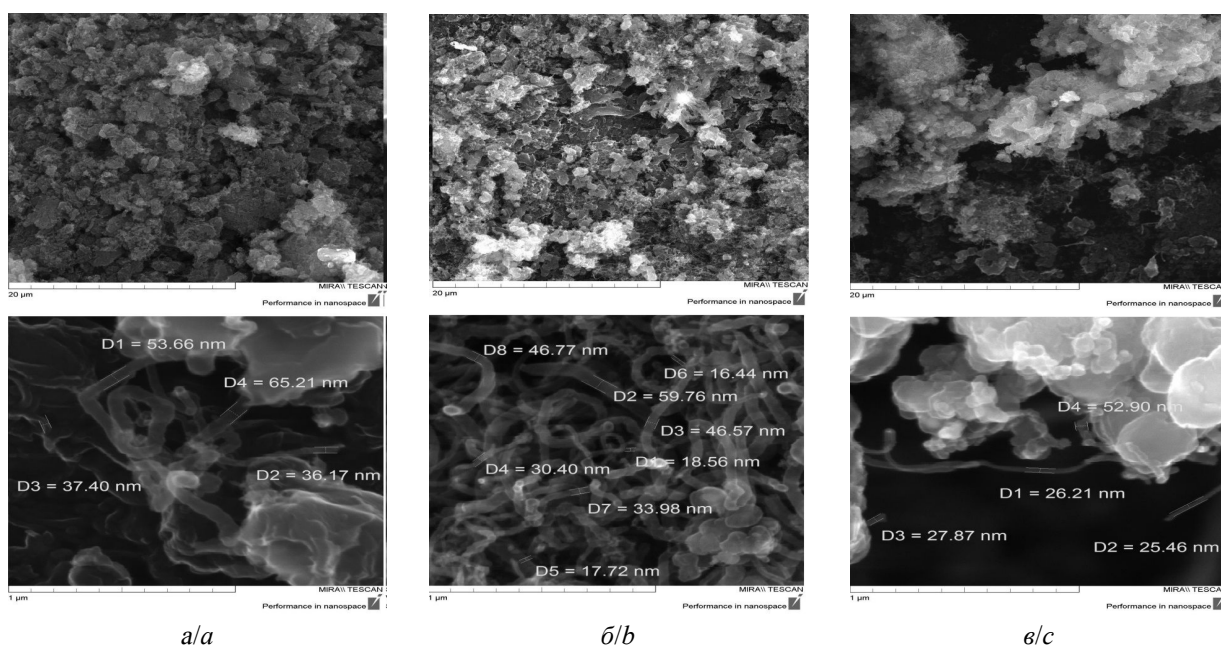 20 µm
MIRA\\ TESCAN
Performance in nanospace
20 µm
MIRA\\ TESCAN
Performance in nanospace
20 µm
MIRA\\ TESCAN
Performance in nanospace
D1 = 53.66 nm
D4 = 65.21 nm
D2 = 36.17 nm
D3 = 37.40 nm
1 µm
MIRA\\ TESCAN
Performance in nanospace
D8 = 46.77 nm
D6 = 16.44 nm
D2 = 59.76 nm
D3 = 46.57 nm
D4 = 30.40 nm
D1 = 18.56 nm
D7 = 33.98 nm
D5 = 17.72 nm
1 µm
MIRA\\ TESCAN
Performance in nanospace
D4 = 52.90 nm
D1 = 26.21 nm
D3 = 27.87 nm
D2 = 25.46 nm
1 µm
MIRA\\ TESCAN
Performance in nanospace
а/a
б/b
в/c